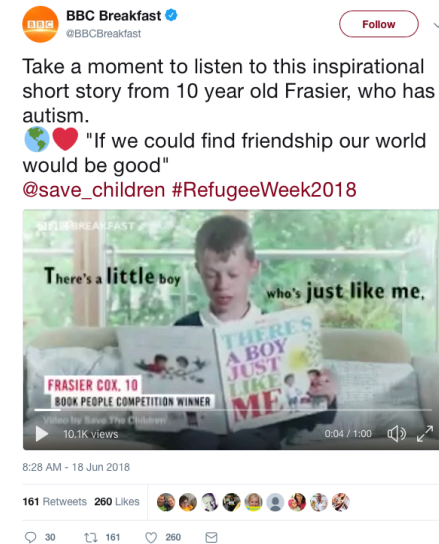 BBC
BBC Breakfast
@BBCBreakfast
Follow
Take a moment to listen to this inspirational
short story from 10 year old Frasier, who has
autism.
🌎❤️ "If we could find friendship our world
would be good"
@save_children #RefugeeWeek2018
BBC BREAKFAST
There's a little boy
who's just like me,
THERE'S
A BOY
JUST
LIKE
ME
FRASIER COX, 10
BOOK PEOPLE COMPETITION WINNER
Video by Save The Children
10.1K views
0:04 / 1:00
8:28 AM - 18 Jun 2018
161 Retweets 260 Likes
30 161 260